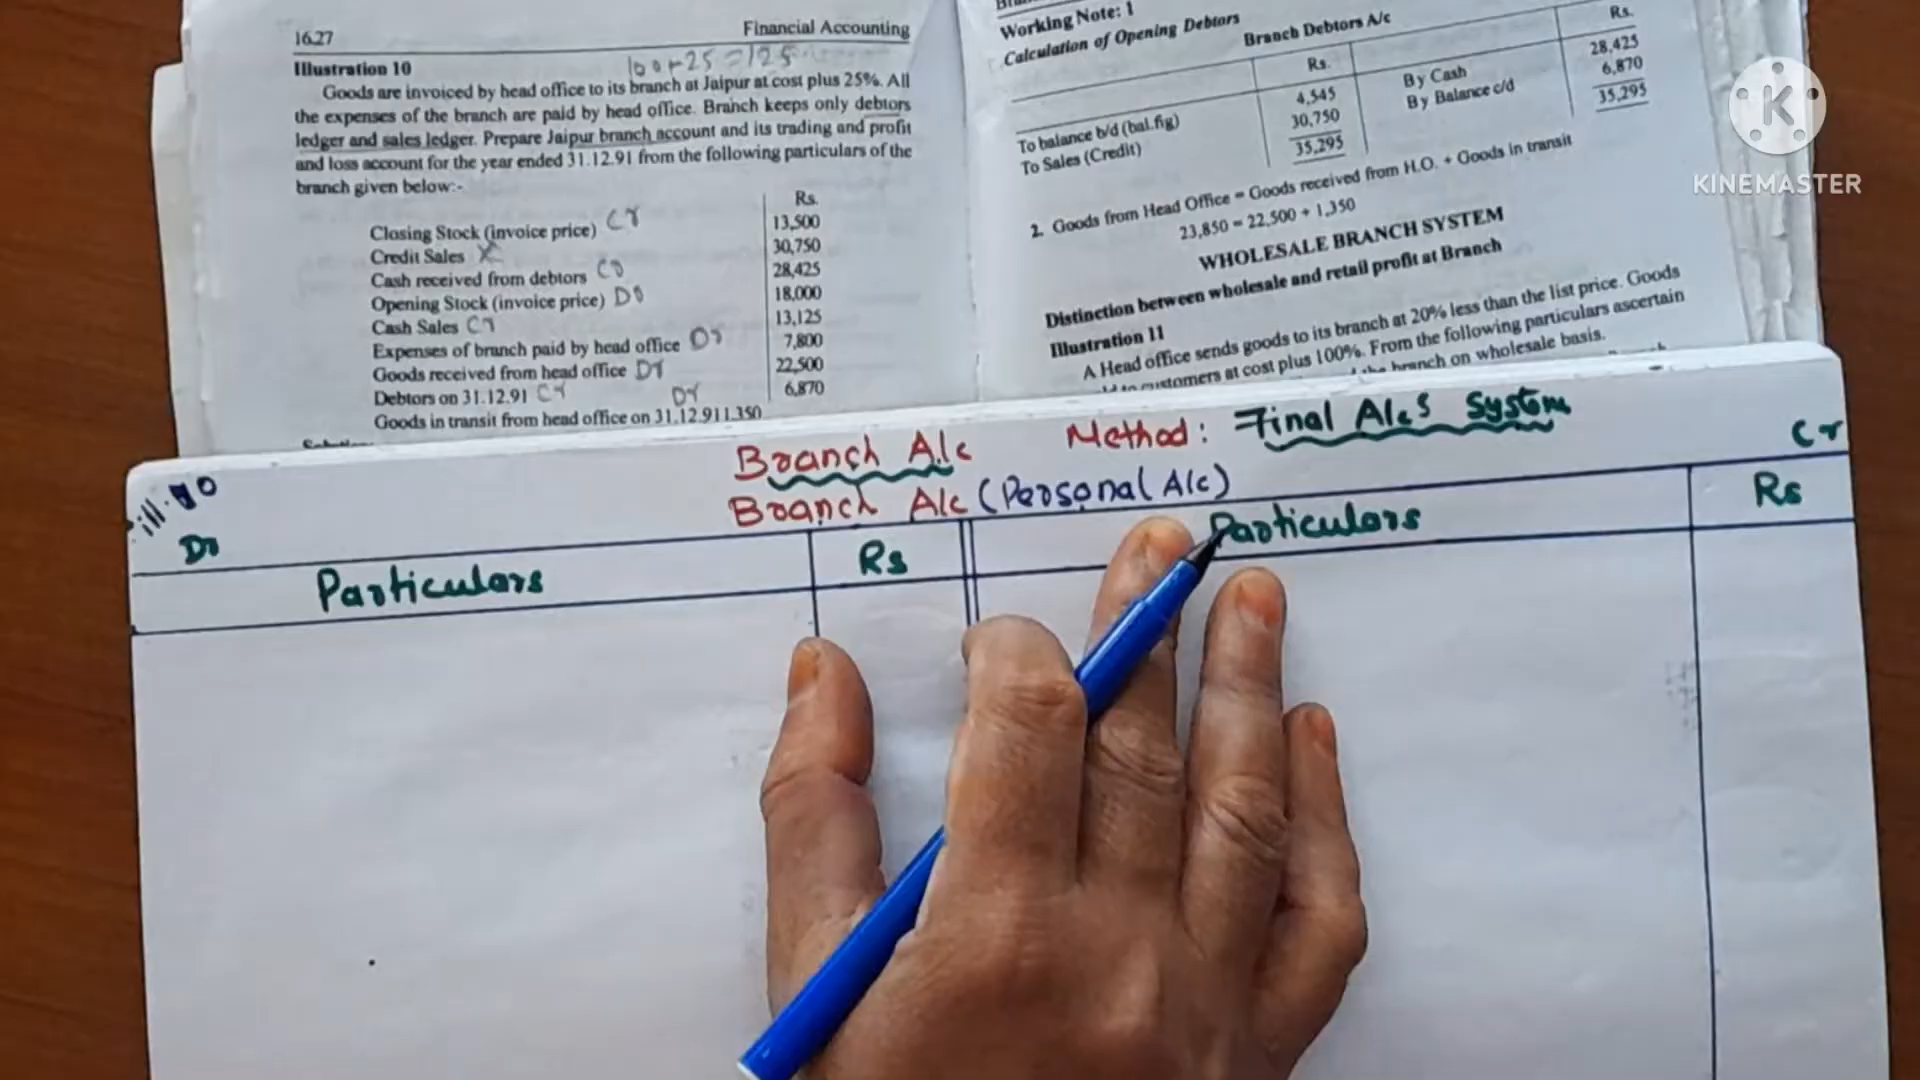 16.27
Financial Accounting
100+25=125
Illustration 10
Goods are invoiced by head office to its branch at Jaipur at cost plus 25%. All
the expenses of the branch are paid by head office. Branch keeps only debtors
ledger and sales ledger. Prepare Jaipur branch account and its trading and profit
and loss account for the year ended 31.12.91 from the following particulars of the
branch given below:-
Rs.
Closing Stock (invoice price) Cr 13,500
Credit Sales X 30,750
Cash received from debtors Cr 28,425
Opening Stock (invoice price) Dr 18,000
Cash Sales Cr 13,125
Expenses of branch paid by head office Dr 7,800
Goods received from head office Dr 22,500
Debtors on 31.12.91 Cr 6,870
Goods in transit from head office on 31.12.911,350 Dr
Working Note: 1
Calculation of Opening Debtors
Branch Debtors A/c
Rs. Rs.
To balance b/d (bal.fig) 4,545 By Cash 28,425
To Sales (Credit) 30,750 By Balance c/d 6,870
35,295 35,295
2. Goods from Head Office = Goods received from H.O. + Goods in transit
23,850 = 22,500 + 1,350
WHOLESALE BRANCH SYSTEM
Distinction between wholesale and retail profit at Branch
Illustration 11
A Head office sends goods to its branch at 20% less than the list price. Goods
to customers at cost plus 100%. From the following particulars ascertain
the branch on wholesale basis.
KINEMASTER
ill. 10
Branch A/c Method: Final A/cs System
Branch A/c (Personal A/c)
Dr Cr
Particulars Rs Particulars Rs